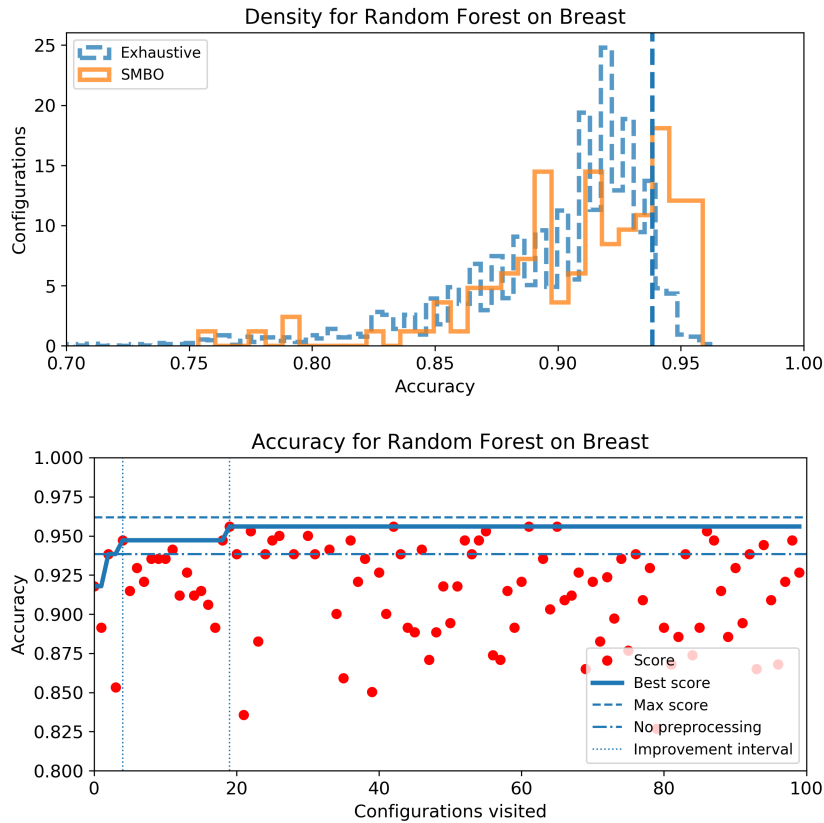 Density for Random Forest on Breast
Exhaustive
SMBO
Configurations
25
20
15
10
5
0
0.70 0.75 0.80 0.85 0.90 0.95 1.00
Accuracy
Accuracy for Random Forest on Breast
Accuracy
1.000
0.975
0.950
0.925
0.900
0.875
0.850
0.825
0.800
Score
Best score
Max score
No preprocessing
Improvement interval
0 20 40 60 80 100
Configurations visited